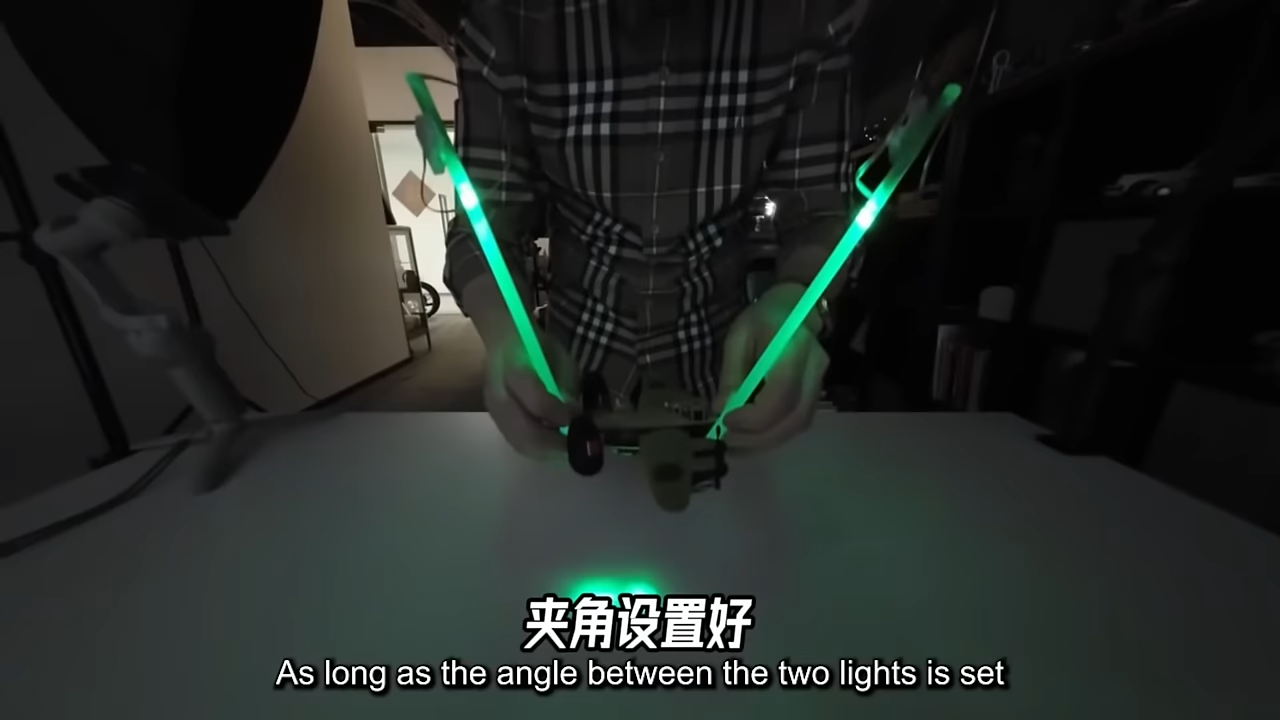 夹角设置好
As long as the angle between the two lights is set